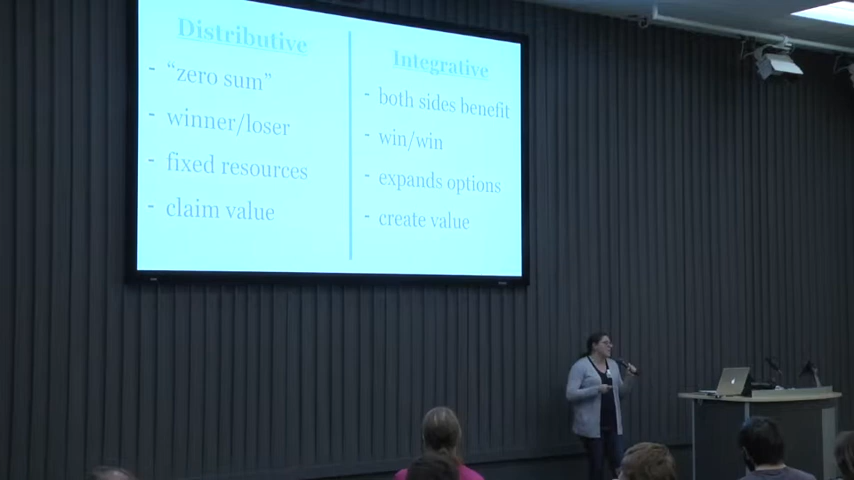 Distributive
- “zero sum”
- winner/loser
- fixed resources
- claim value
Integrative
- both sides benefit
- win/win
- expands options
- create value